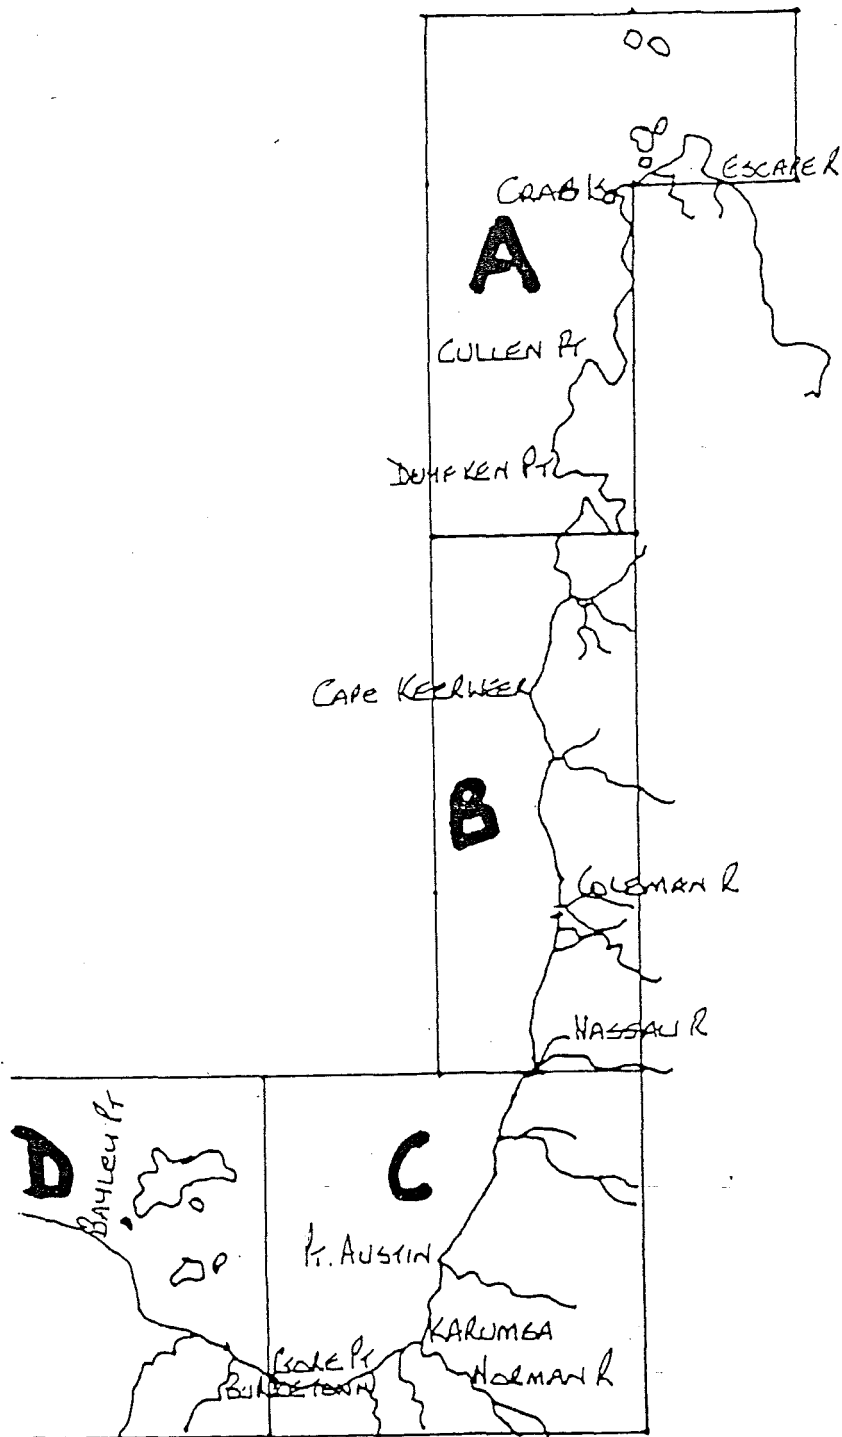 ESCAPE R
CRAB Is
A
CULLEN Pt
DUYFKEN Pt
CAPE KEERWEER
B
COLEMAN R
NASSAU R
D
BAYLEY Pt
C
Pt. AUSTIN
KARUMBA
GORE Pt
BURKETOWN
NORMAN R